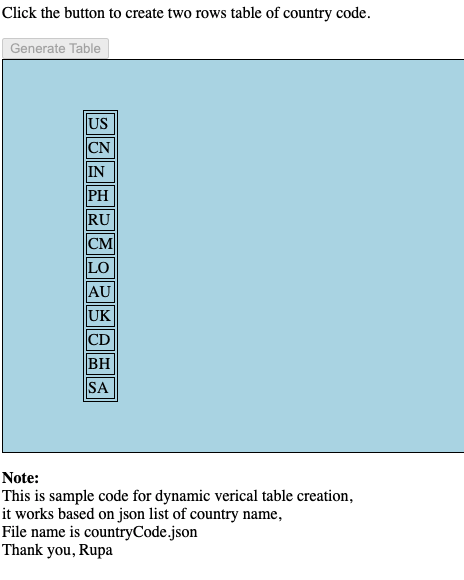 Click the button to create two rows table of country code.
Generate Table
US
CN
IN
PH
RU
CM
LO
AU
UK
CD
BH
SA
Note:
This is sample code for dynamic verical table creation,
it works based on json list of country name,
File name is countryCode.json
Thank you, Rupa